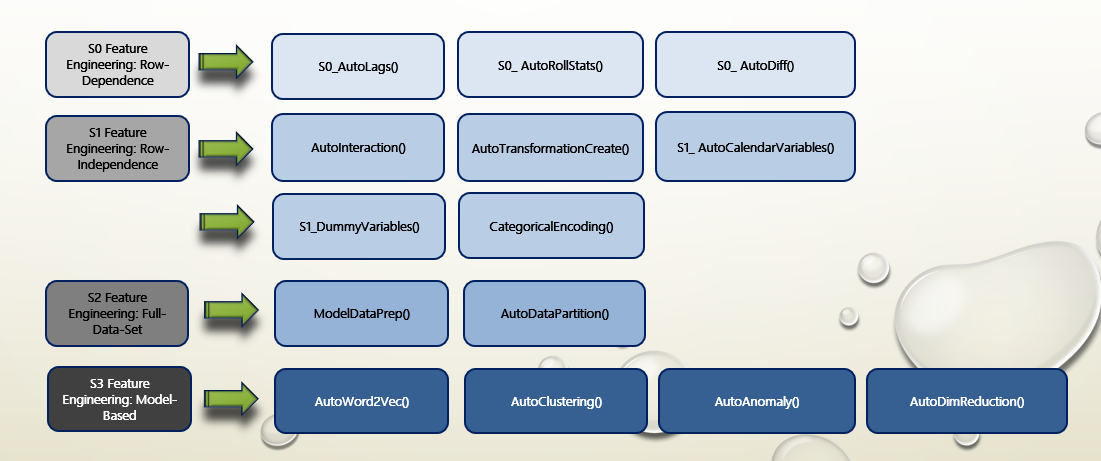 S0 Feature
Engineering: Row-
Dependence
S0_AutoLags()
S0_ AutoRollStats()
S0_ AutoDiff()
S1 Feature
Engineering: Row-
Independence
AutoInteraction()
AutoTransformationCreate()
S1_ AutoCalendarVariables()
S1_DummyVariables()
CategoricalEncoding()
S2 Feature
Engineering: Full-
Data-Set
ModelDataPrep()
AutoDataPartition()
S3 Feature
Engineering: Model-
Based
AutoWord2Vec()
AutoClustering()
AutoAnomaly()
AutoDimReduction()